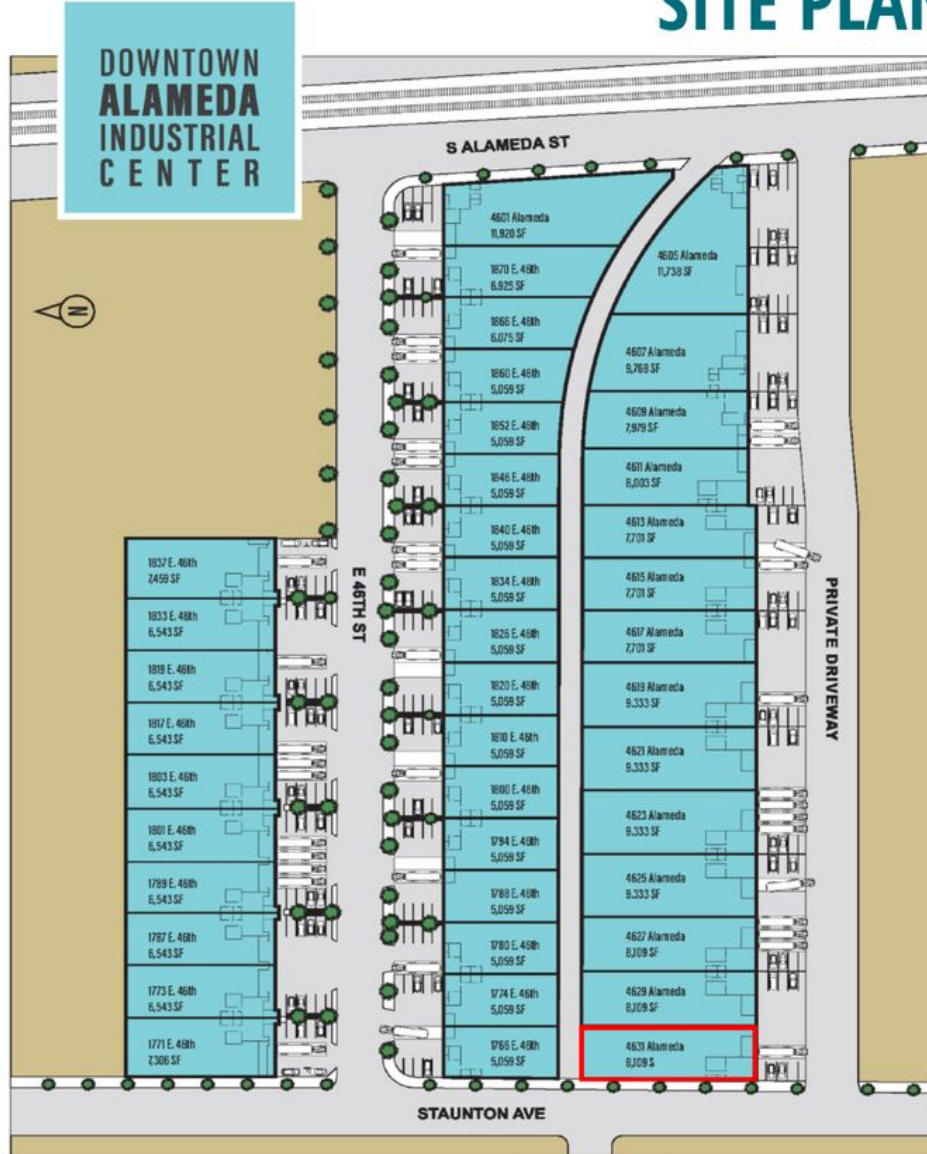 SITE PLAN
DOWNTOWN
ALAMEDA
INDUSTRIAL
CENTER
S ALAMEDA ST
N
4601 Alameda
11,920 SF
1870 E. 46th
6,925 SF
1866 E. 46th
6,075 SF
1860 E. 46th
5,059 SF
1852 E. 46th
5,059 SF
1846 E. 46th
5,059 SF
1840 E. 46th
5,059 SF
1834 E. 46th
5,059 SF
1826 E. 46th
5,059 SF
1820 E. 46th
5,059 SF
1810 E. 46th
5,059 SF
1800 E. 46th
5,059 SF
1794 E. 46th
5,059 SF
1788 E. 46th
5,059 SF
1780 E. 46th
5,059 SF
1774 E. 46th
5,059 SF
1766 E. 46th
5,059 SF
4605 Alameda
11,738 SF
4607 Alameda
9,768 SF
4609 Alameda
7,979 SF
4611 Alameda
8,003 SF
4613 Alameda
7,701 SF
4615 Alameda
7,701 SF
4617 Alameda
7,701 SF
4619 Alameda
9,333 SF
4621 Alameda
9,333 SF
4623 Alameda
9,333 SF
4625 Alameda
9,333 SF
4627 Alameda
8,109 SF
4629 Alameda
8,109 SF
4631 Alameda
8,109 S
1837 E. 46th
7,459 SF
1833 E. 46th
6,543 SF
1819 E. 46th
6,543 SF
1817 E. 46th
6,543 SF
1803 E. 46th
6,543 SF
1801 E. 46th
6,543 SF
1789 E. 46th
6,543 SF
1787 E. 46th
6,543 SF
1773 E. 46th
6,543 SF
1771 E. 46th
7,306 SF
E 46TH ST
PRIVATE DRIVEWAY
STAUNTON AVE